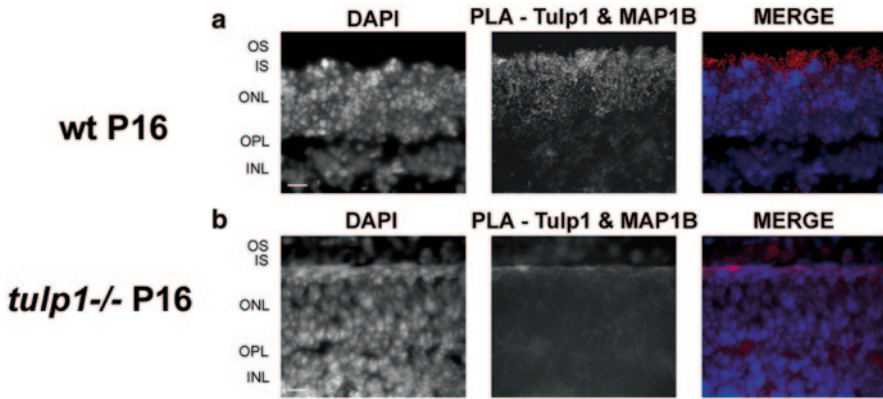 a
DAPI PLA - Tulp1 & MAP1B MERGE
OS
IS
ONL
OPL
INL
wt P16
b
DAPI PLA - Tulp1 & MAP1B MERGE
OS
IS
ONL
OPL
INL
tulp1-/- P16